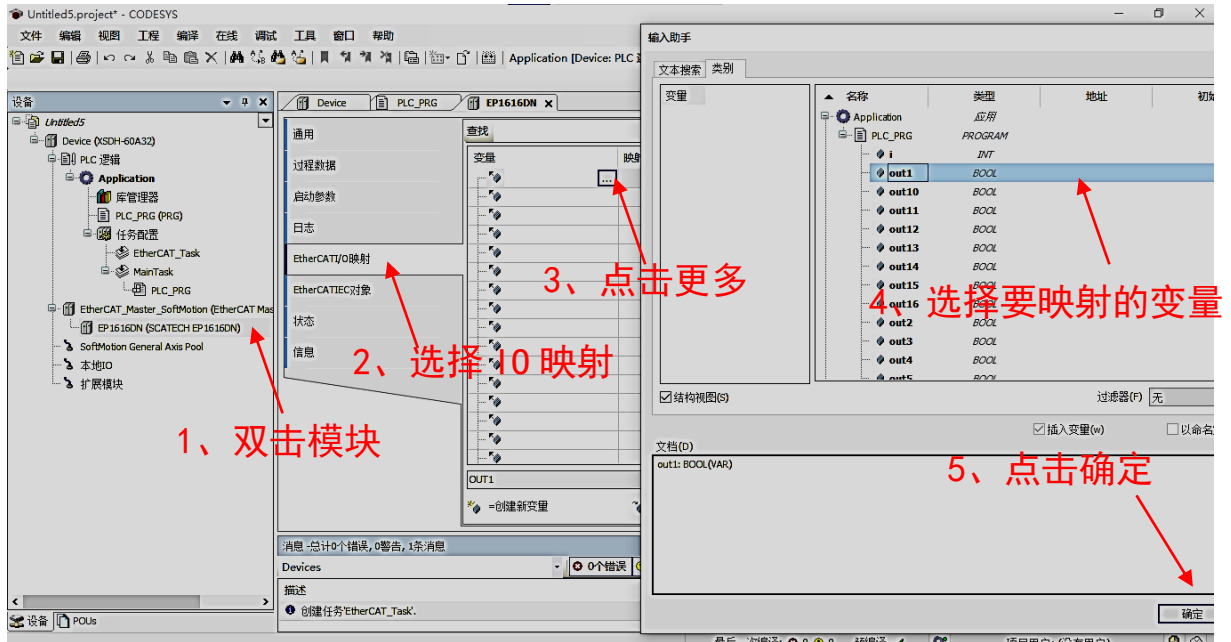 Untitled5.project* - CODESYS
文件 编辑 视图 工程 编译 在线 调试 工具 窗口 帮助
Application [Device: PLC
设备
Untitled5
Device (XSDH-60A32)
PLC 逻辑
Application
库管理器
PLC_PRG (PRG)
任务配置
EtherCAT_Task
MainTask
PLC_PRG
EtherCAT_Master_SoftMotion (EtherCAT Mas
EP1616DN (SCATECH EP1616DN)
SoftMotion General Axis Pool
本地IO
扩展模块
设备 POUs
Device PLC_PRG EP1616DN
通用
过程数据
启动参数
日志
EtherCATI/O映射
EtherCATIEC对象
状态
信息
查找
变量 映射
...
OUT1
=创建新变量
消息 -总计0个错误, 0警告, 1条消息
Devices 0个错误
描述
创建任务'EtherCAT_Task'.
输入助手
文本搜索 类别
变量
名称 类型 地址 初始
Application 应用
PLC_PRG PROGRAM
i INT
out1 BOOL
out10 BOOL
out11 BOOL
out12 BOOL
out13 BOOL
out14 BOOL
out15 BOOL
out16 BOOL
out2 BOOL
out3 BOOL
out4 BOOL
out5 BOOL
结构视图(S) 过滤器(F) 无
插入变量(w) 以命名
文档(D)
out1: BOOL(VAR)
确定
1、双击模块
2、选择IO映射
3、点击更多
4、选择要映射的变量
5、点击确定